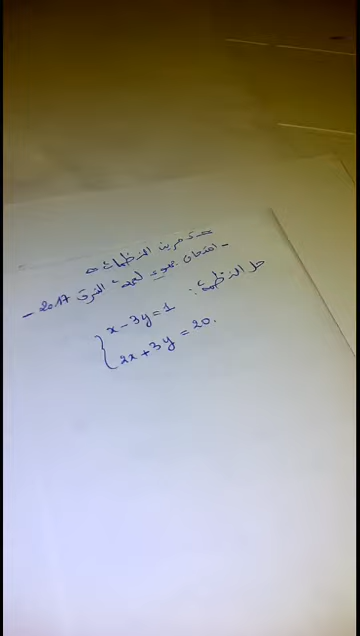 تمرين النظمات
- امتحان جهوي لجهة الشرق 2017 -
حل النظمة:
x - 3y = 1
2x + 3y = 20.